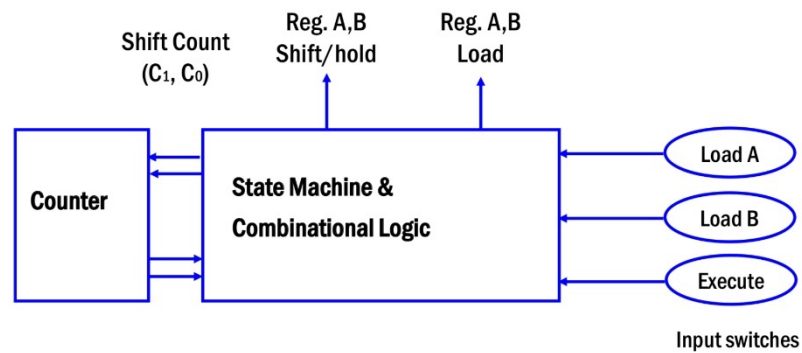 Shift Count
(C₁, C₀)
Reg. A,B
Shift/hold
Reg. A,B
Load
Counter
State Machine &
Combinational Logic
Load A
Load B
Execute
Input switches